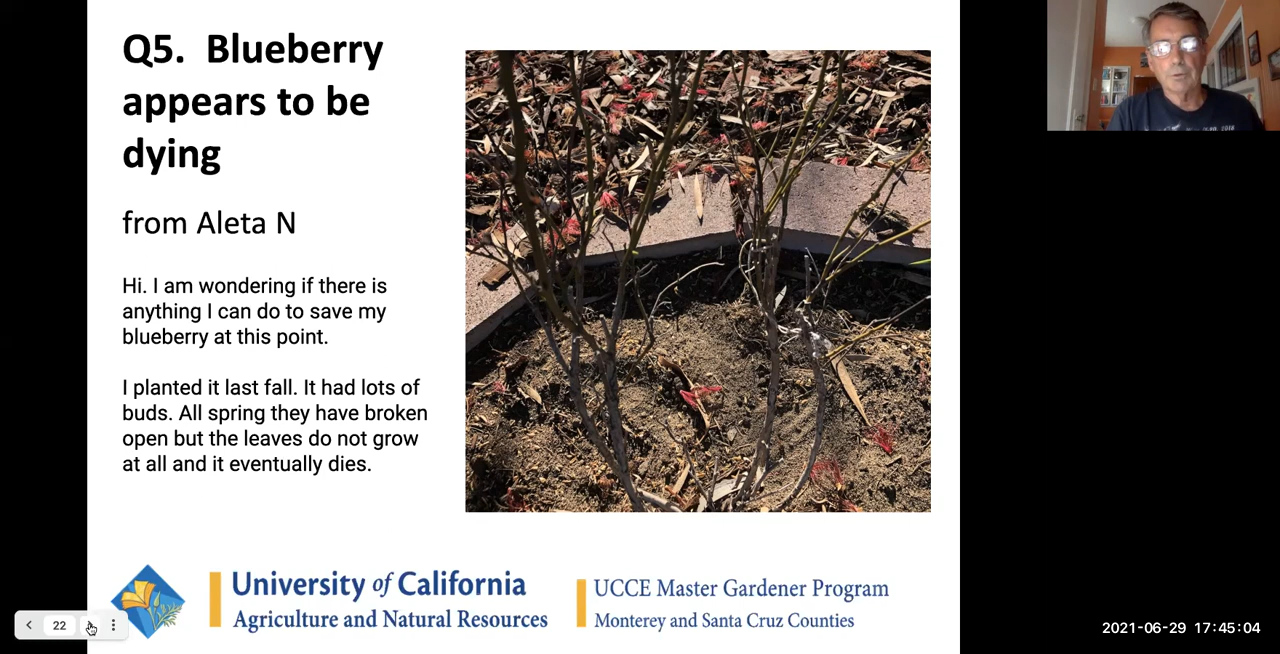 Q5. Blueberry
appears to be
dying
from Aleta N
Hi. I am wondering if there is
anything I can do to save my
blueberry at this point.
I planted it last fall. It had lots of
buds. All spring they have broken
open but the leaves do not grow
at all and it eventually dies.
University of California
Agriculture and Natural Resources
UCCE Master Gardener Program
Monterey and Santa Cruz Counties
22
2021-06-29 17:45:04